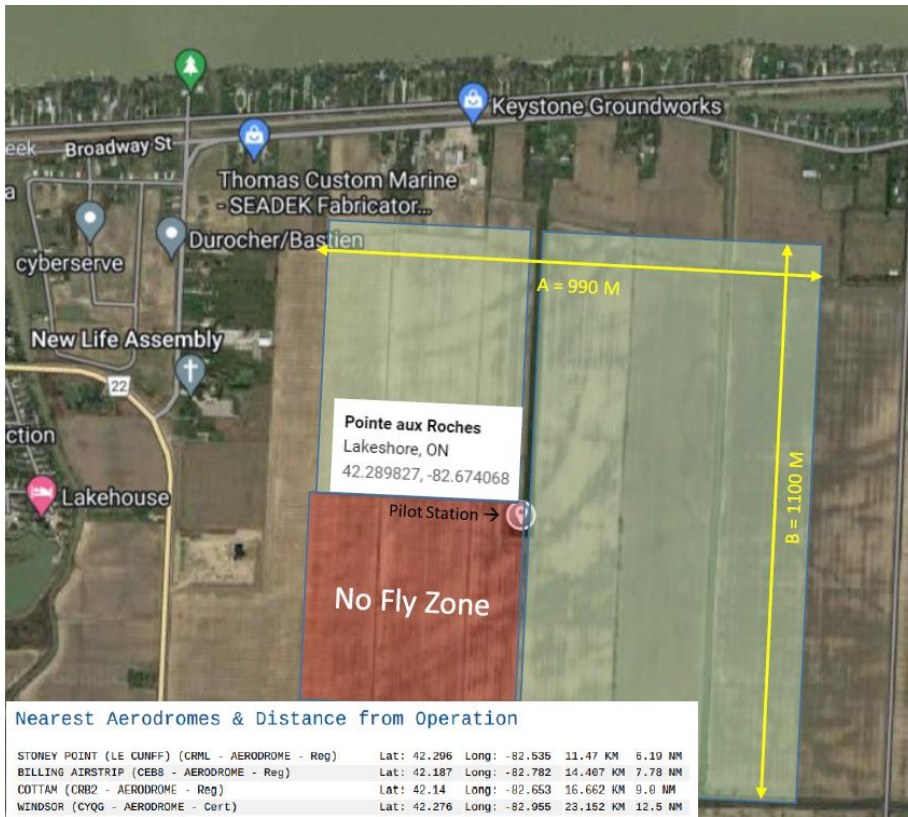 Keystone Groundworks
eek
Broadway St
Thomas Custom Marine
- SEADEK Fabricator...
a
Durocher/Bastien
cyberserve
A = 990 M
New Life Assembly
22
Pointe aux Roches
Lakeshore, ON
42.289827, -82.674068
ction
Lakehouse
Pilot Station →
B = 1100 M
No Fly Zone
Nearest Aerodromes & Distance from Operation
STONEY POINT (LE CUNFF) (CRML - AERODROME - Reg) Lat: 42.296 Long: -82.535 11.47 KM 6.19 NM
BILLING AIRSTRIP (CEB8 - AERODROME - Reg) Lat: 42.187 Long: -82.782 14.407 KM 7.78 NM
COTTAM (CRB2 - AERODROME - Reg) Lat: 42.14 Long: -82.653 16.662 KM 9.0 NM
WINDSOR (CYQG - AERODROME - Cert) Lat: 42.276 Long: -82.955 23.152 KM 12.5 NM